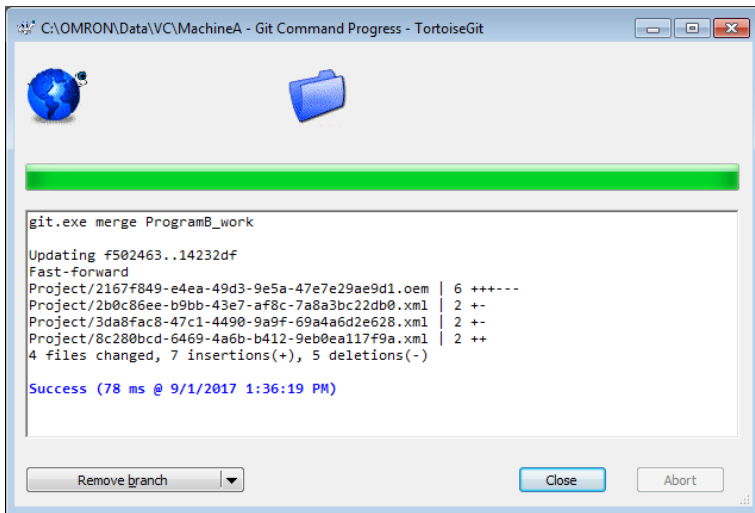 C:\OMRON\Data\VC\MachineA - Git Command Progress - TortoiseGit
git.exe merge ProgramB_work
Updating f502463..14232df
Fast-forward
Project/2167f849-e4ea-49d3-9e5a-47e7e29ae9d1.oem | 6 +++---
Project/2b0c86ee-b9bb-43e7-af8c-7a8a3bc22db0.xml | 2 +-
Project/3da8fac8-47c1-4490-9a9f-69a4a6d2e628.xml | 2 +-
Project/8c280bcd-6469-4a6b-b412-9eb0ea117f9a.xml | 2 ++
4 files changed, 7 insertions(+), 5 deletions(-)
Success (78 ms @ 9/1/2017 1:36:19 PM)
Remove branch
Close
Abort